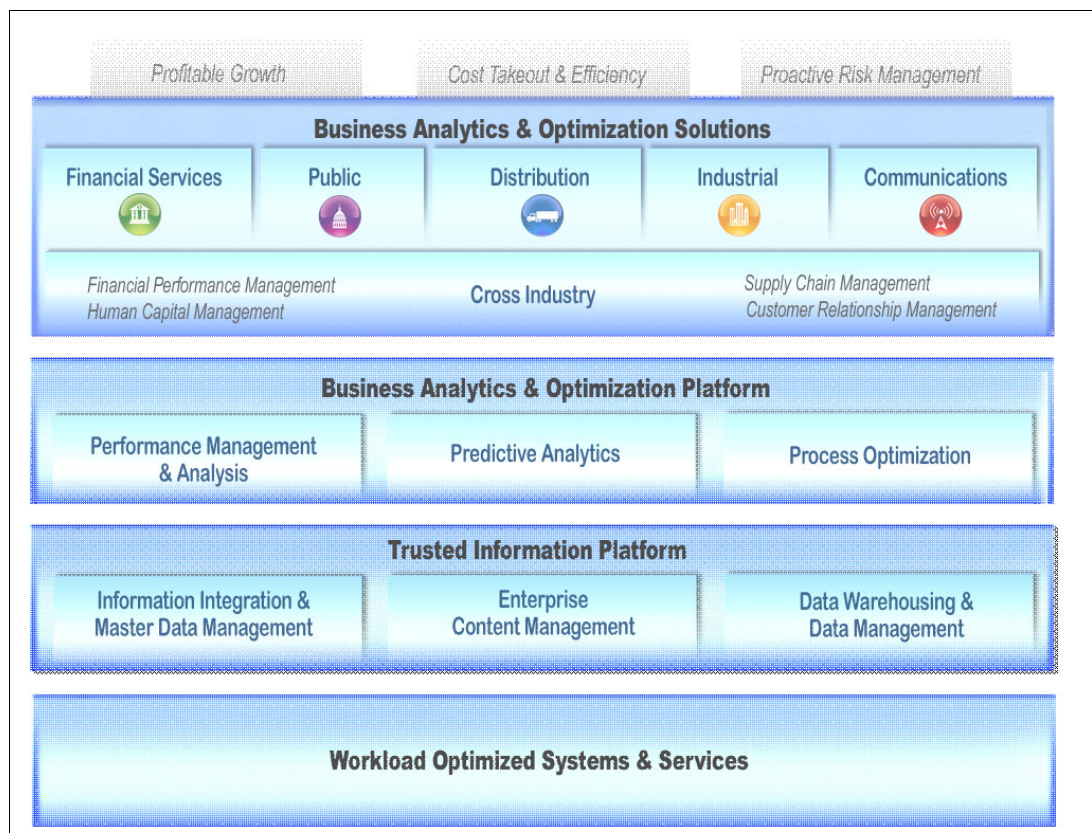 Profitable Growth
Cost Takeout & Efficiency
Proactive Risk Management
Business Analytics & Optimization Solutions
Financial Services
Public
Distribution
Industrial
Communications
Financial Performance Management
Human Capital Management
Cross Industry
Supply Chain Management
Customer Relationship Management
Business Analytics & Optimization Platform
Performance Management
& Analysis
Predictive Analytics
Process Optimization
Trusted Information Platform
Information Integration &
Master Data Management
Enterprise
Content Management
Data Warehousing &
Data Management
Workload Optimized Systems & Services